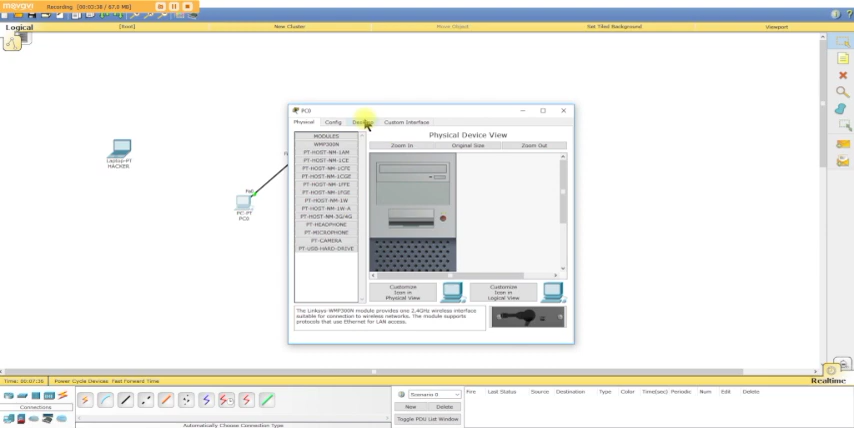 movavi
Recording [00:02:38 / 67.0 MB]
Logical [Root] New Cluster Move Object Set Tiled Background Viewport
Laptop-PT
HACKER
Fa0
PC-PT
PC0
PC0
Physical Config Custom Interface
MODULES
WMP300N
PT-HOST-NM-1AM
PT-HOST-NM-1CE
PT-HOST-NM-1CFE
PT-HOST-NM-1CGE
PT-HOST-NM-1FFE
PT-HOST-NM-1FGE
PT-HOST-NM-1W
PT-HOST-NM-1W-A
PT-HOST-NM-3G/4G
PT-HEADPHONE
PT-MICROPHONE
PT-CAMERA
PT-USB-HARD-DRIVE
Physical Device View
Zoom In Original Size Zoom Out
Customize
Icon in
Physical View
Customize
Icon in
Logical View
The Linksys-WMP300N module provides one 2.4GHz wireless interface
suitable for connection to wireless networks. The module supports
protocols that use Ethernet for LAN access.
Time: 00:07:38 Power Cycle Devices Fast Forward Time
Realtime
Connections
Automatically Choose Connection Type
Scenario 0
New Delete
Toggle PDU List Window
Fire Last Status Source Destination Type Color Time(sec) Periodic Num Edit Delete